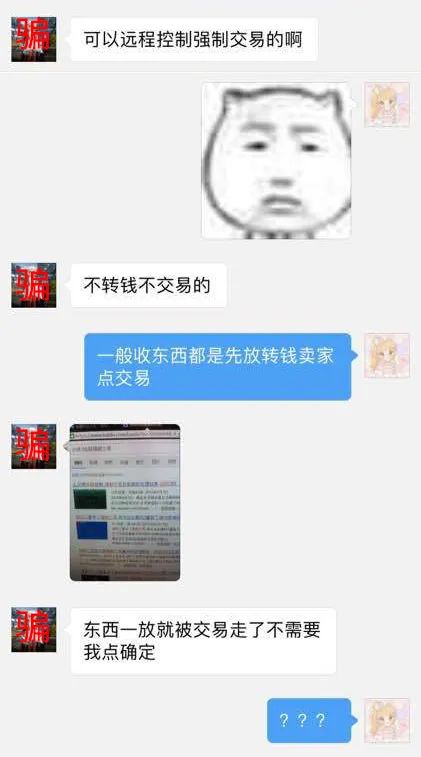 骗
可以远程控制强制交易的啊
骗
不转钱不交易的
一般收东西都是先放转钱卖家
点交易
骗
骗
东西一放就被交易走了不需要
我点确定
？？？